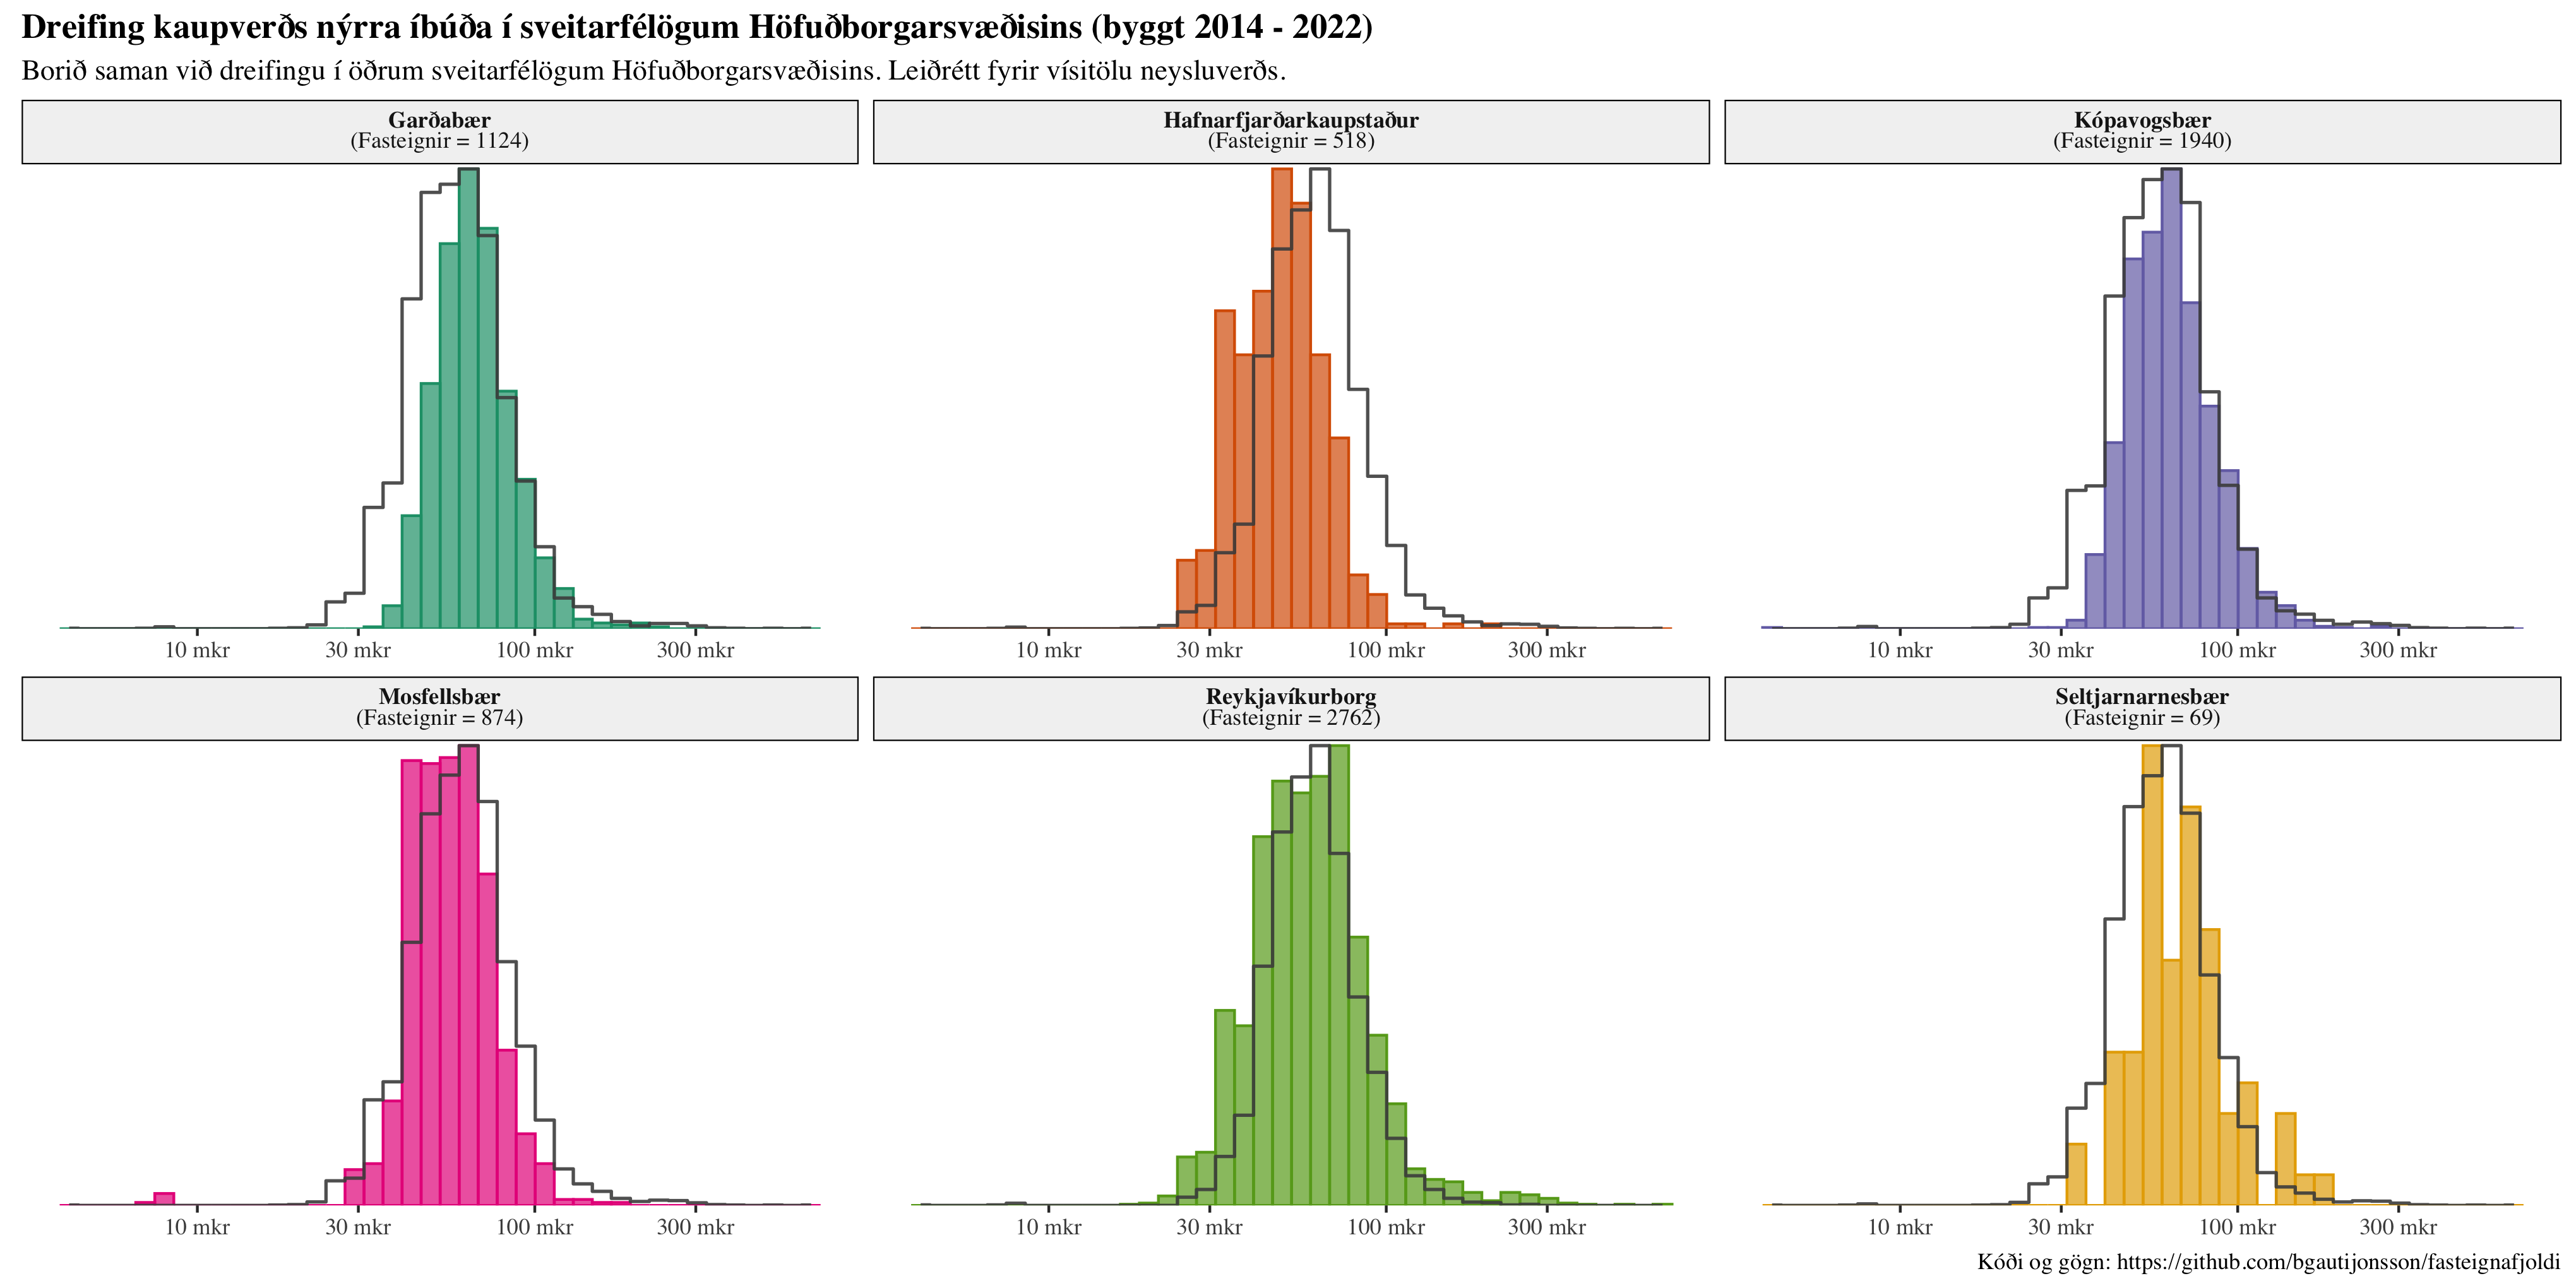 Dreifing kaupverðs nýrra íbúða í sveitarfélögum Höfuðborgarsvæðisins (byggt 2014 - 2022)
Borið saman við dreifingu í öðrum sveitarfélögum Höfuðborgarsvæðisins. Leiðrétt fyrir vísitölu neysluverðs.
Garðabær
(Fasteignir = 1124)
10 mkr 30 mkr 100 mkr 300 mkr
Hafnarfjarðarkaupstaður
(Fasteignir = 518)
10 mkr 30 mkr 100 mkr 300 mkr
Kópavogsbær
(Fasteignir = 1940)
10 mkr 30 mkr 100 mkr 300 mkr
Mosfellsbær
(Fasteignir = 874)
10 mkr 30 mkr 100 mkr 300 mkr
Reykjavíkurborg
(Fasteignir = 2762)
10 mkr 30 mkr 100 mkr 300 mkr
Seltjarnarnesbær
(Fasteignir = 69)
10 mkr 30 mkr 100 mkr 300 mkr
Kóði og gögn: https://github.com/bgautijonsson/fasteignafjoldi